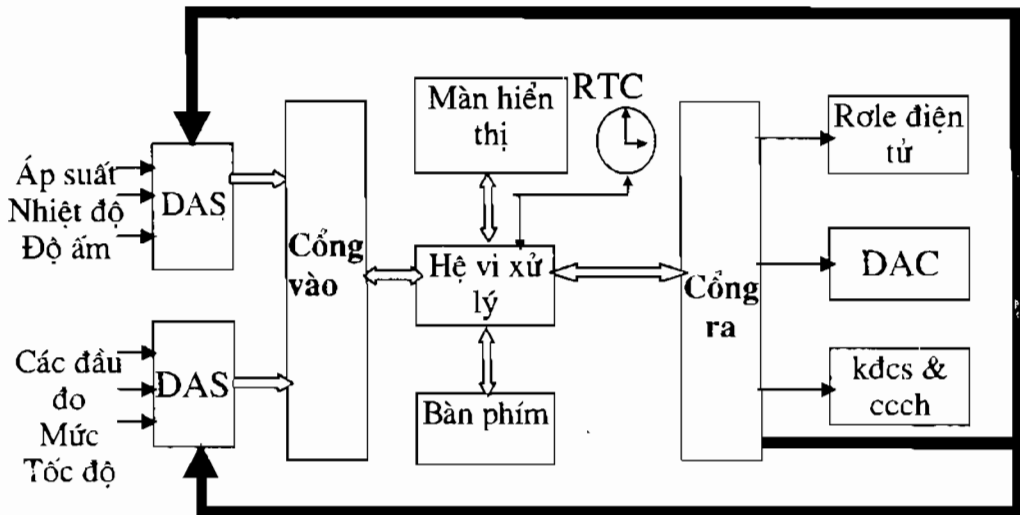 Màn hiển
thị
RTC
Rơle điện
tử
Áp suất
Nhiệt độ
Độ ấm
DAS
Cổng
vào
Hệ vi xử
lý
Cổng
ra
DAC
Các đầu
đo
Mức
Tốc độ
DAS
Bàn phím
kđcs &
ccch